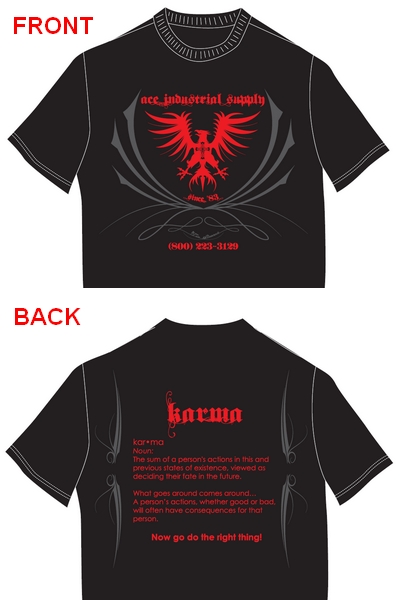 FRONT
ace industrial supply
Since '83
(800) 223-3129
BACK
karma
kar•ma
Noun:
The sum of a person's actions in this and
previous states of existence, viewed as
deciding their fate in the future.
What goes around comes around...
A person's actions, whether good or bad,
will often have consequences for that
person.
Now go do the right thing!